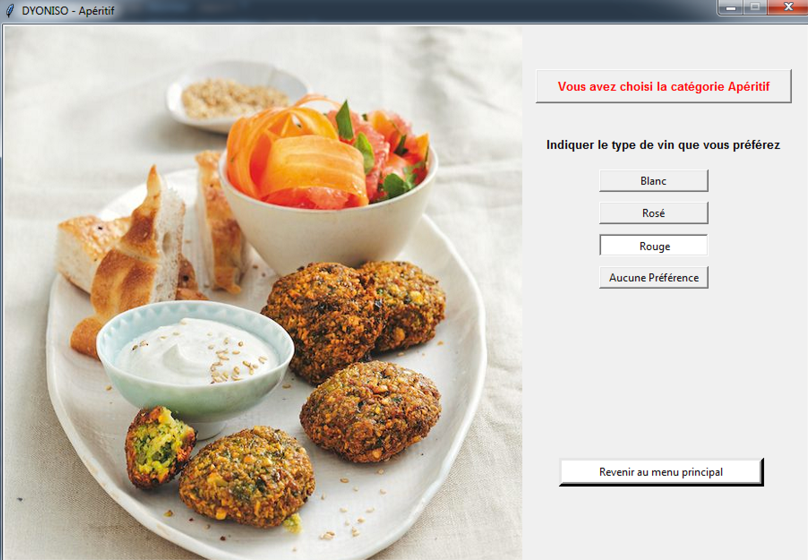 DYONISO - Apéritif
Vous avez choisi la catégorie Apéritif
Indiquer le type de vin que vous préférez
Blanc
Rosé
Rouge
Aucune Préférence
Revenir au menu principal